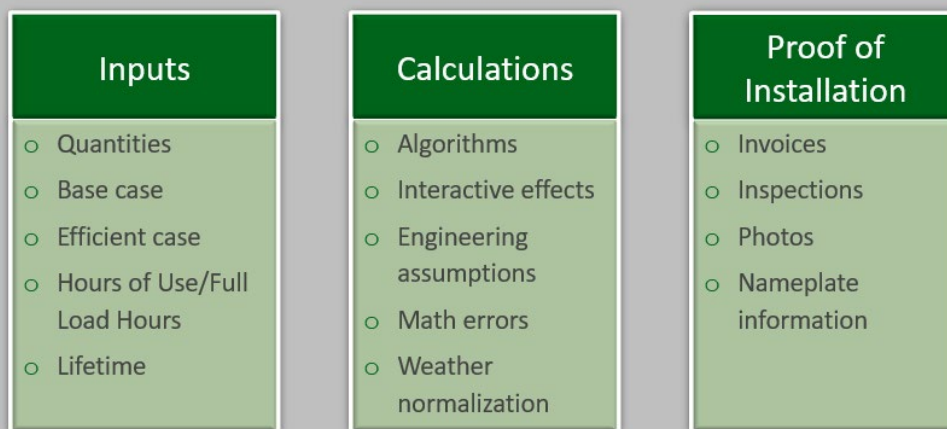 Inputs
o Quantities
o Base case
o Efficient case
o Hours of Use/Full
Load Hours
o Lifetime
Calculations
o Algorithms
o Interactive effects
o Engineering
assumptions
o Math errors
o Weather
normalization
Proof of
Installation
o Invoices
o Inspections
o Photos
o Nameplate
information